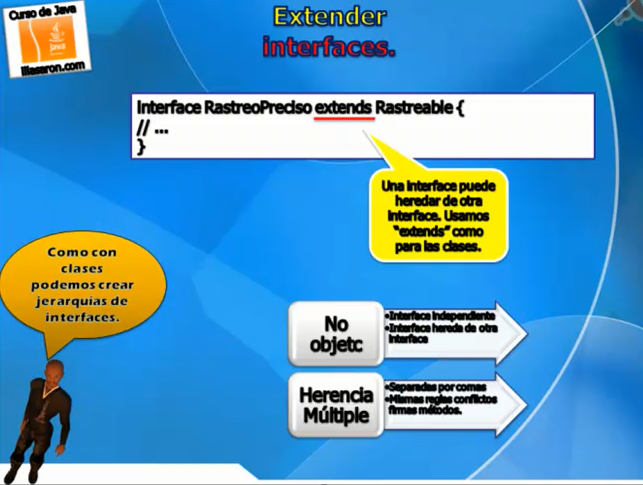 Curso de Java
java
illasaron.com
Extender
interfaces.
Interface RastreoPreciso extends Rastreable {
// ...
}
Una interface puede
heredar de otra
interface. Usamos
"extends" como
para las clases.
Como con
clases
podemos crear
jerarquías de
interfaces.
No
objetc
•Interface independiente
•Interface hereda de otra
interface
Herencia
Múltiple
•Separadas por comas
•Mismas reglas conflictos
firmas métodos.